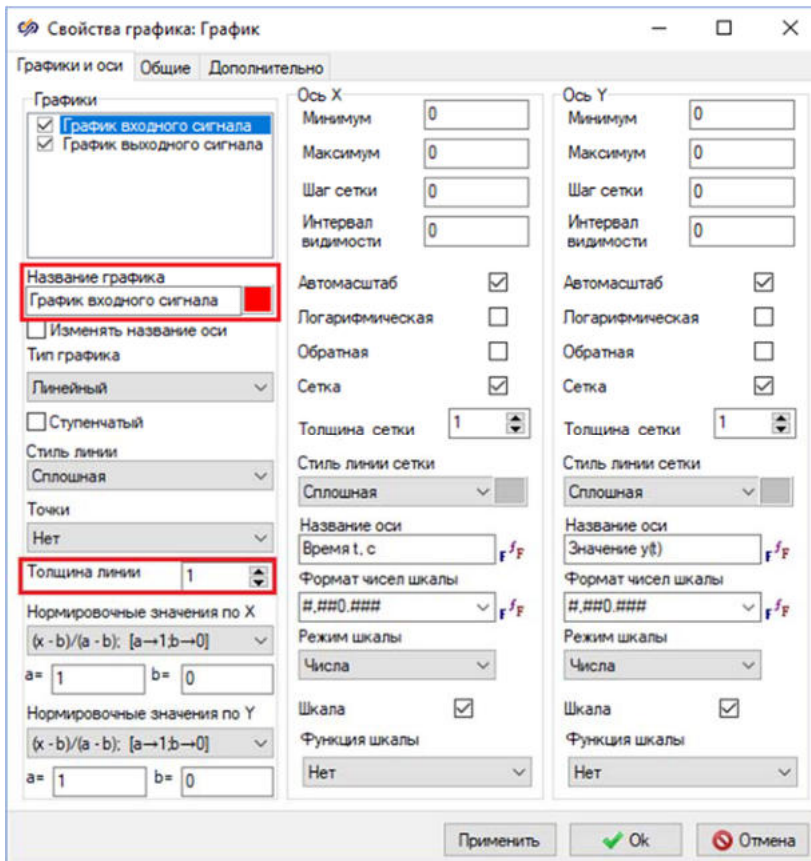 Свойства графика: График
Графики и оси Общие Дополнительно
Графики
График входного сигнала
График выходного сигнала
Название графика
График входного сигнала
Изменять название оси
Тип графика
Линейный
Ступенчатый
Стиль линии
Сплошная
Точки
Нет
Толщина линии 1
Нормировочные значения по X
(x - b)/(a - b); [a→1;b→0]
a= 1 b= 0
Нормировочные значения по Y
(x - b)/(a - b); [a→1;b→0]
a= 1 b= 0
Ось X
Минимум 0
Максимум 0
Шаг сетки 0
Интервал
видимости 0
Автомасштаб
Логарифмическая
Обратная
Сетка
Толщина сетки 1
Стиль линии сетки
Сплошная
Название оси
Время t, с
Формат чисел шкалы
#,##0.###
Режим шкалы
Числа
Шкала
Функция шкалы
Нет
Ось Y
Минимум 0
Максимум 0
Шаг сетки 0
Интервал
видимости 0
Автомасштаб
Логарифмическая
Обратная
Сетка
Толщина сетки 1
Стиль линии сетки
Сплошная
Название оси
Значение y(t)
Формат чисел шкалы
#,##0.###
Режим шкалы
Числа
Шкала
Функция шкалы
Нет
Применить Ok Отмена